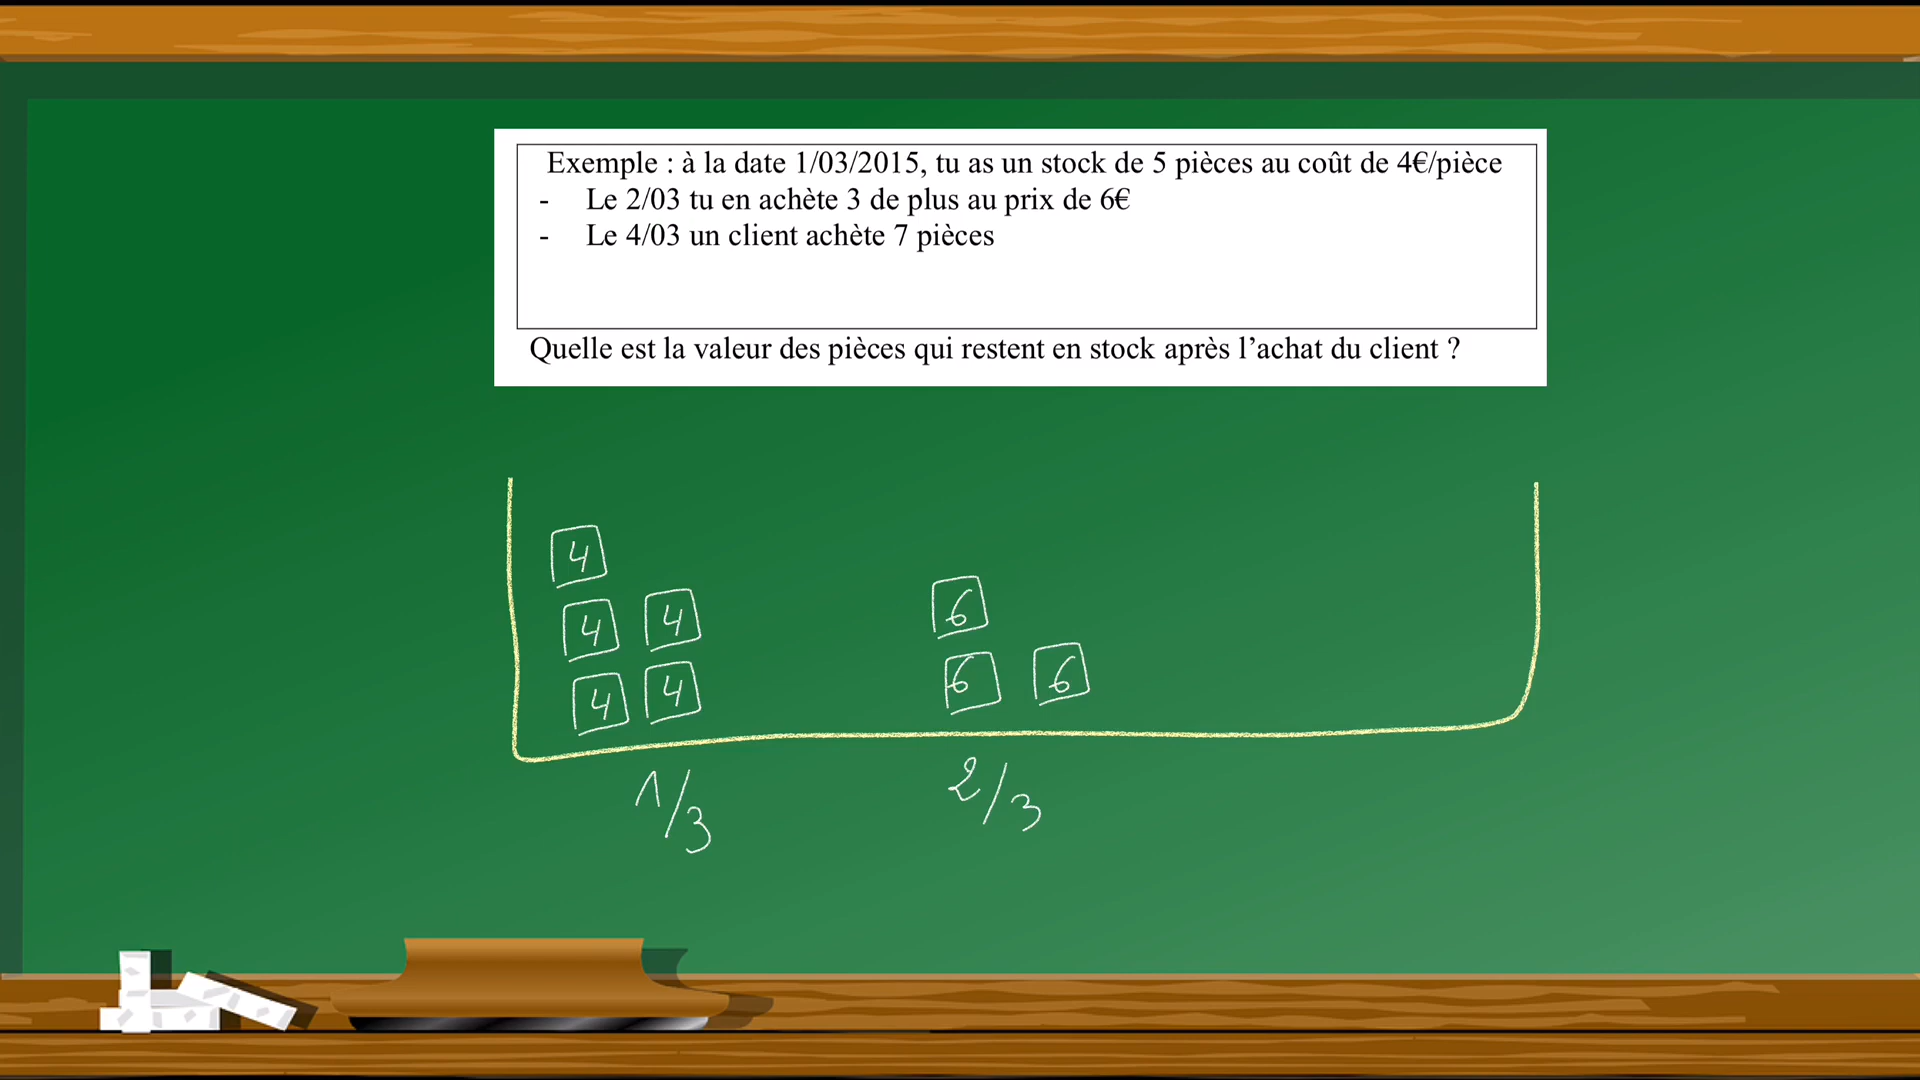 Exemple : à la date 1/03/2015, tu as un stock de 5 pièces au coût de 4€/pièce
- Le 2/03 tu en achète 3 de plus au prix de 6€
- Le 4/03 un client achète 7 pièces
Quelle est la valeur des pièces qui restent en stock après l’achat du client ?
4
4 4
4 4
6
6 6
1/3
2/3